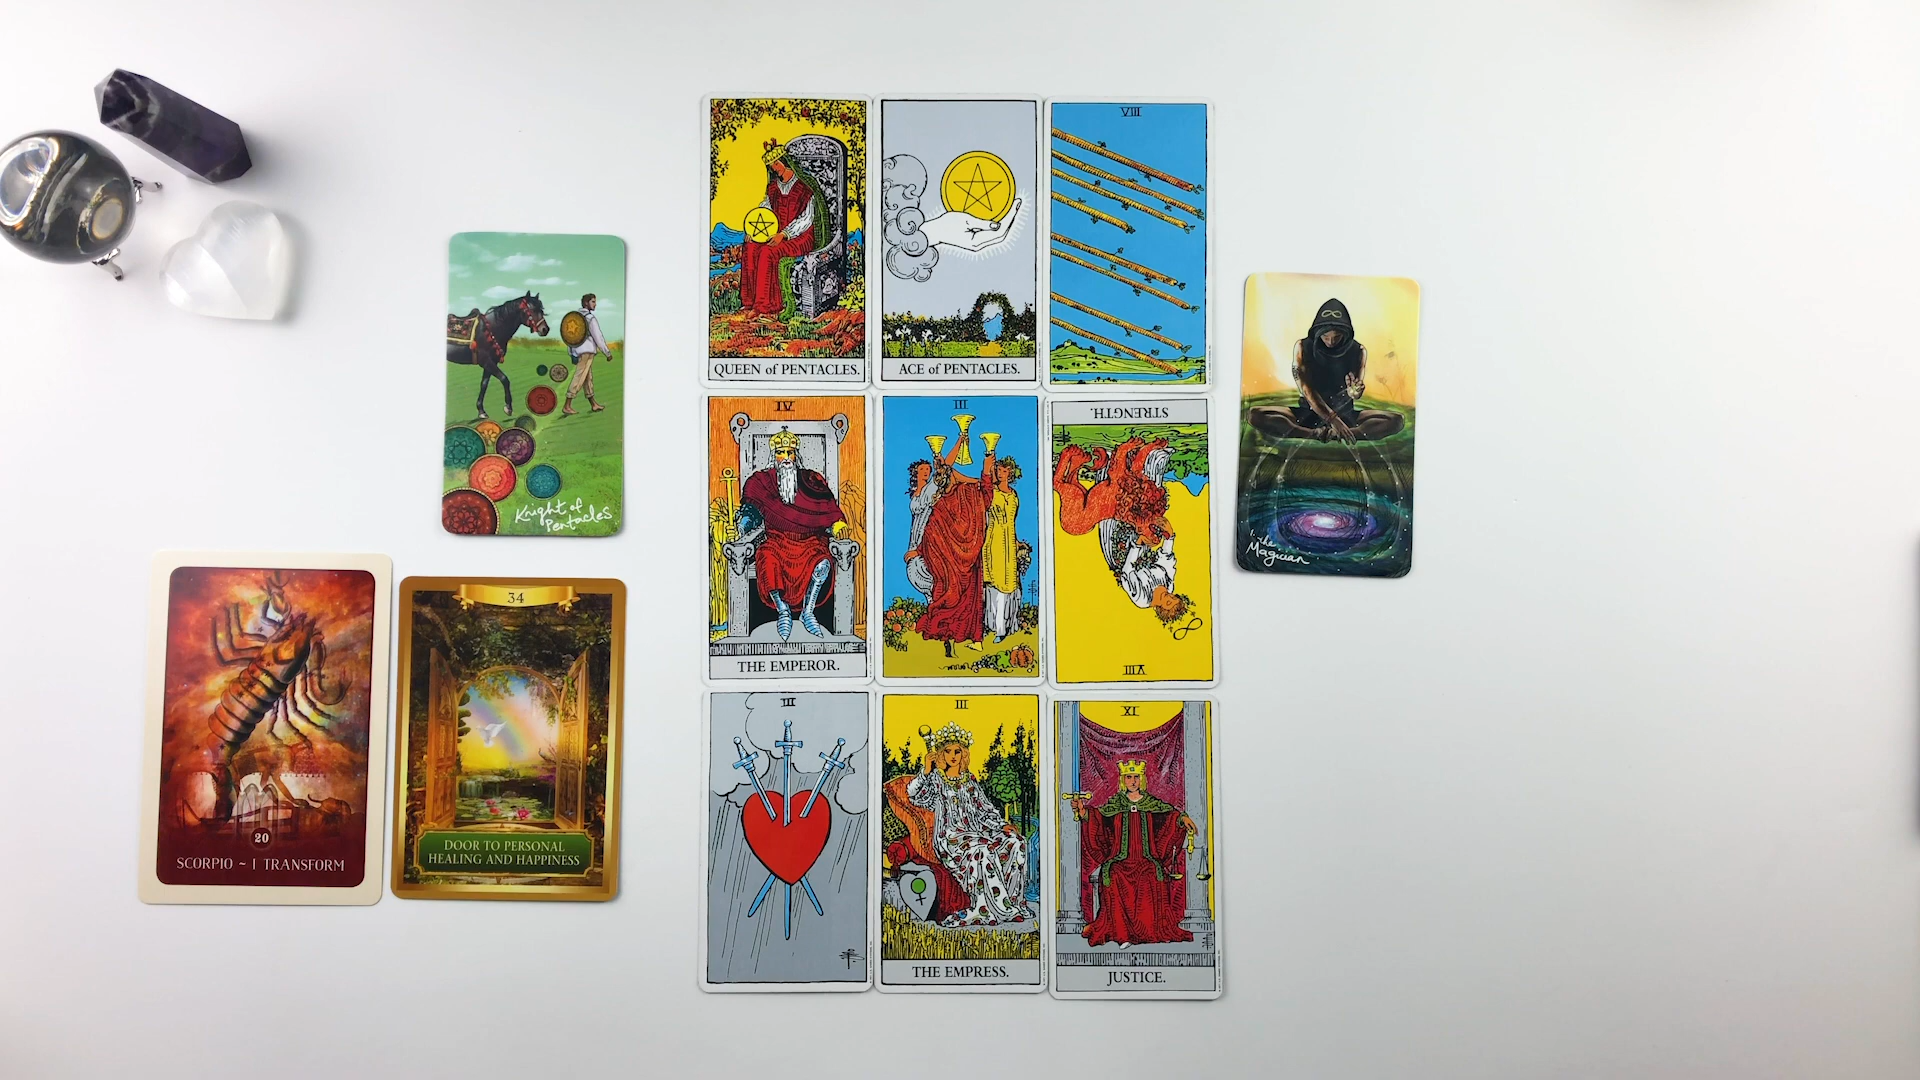 QUEEN of PENTACLES.
ACE of PENTACLES.
VIII
Knight of
Pentacles
IV
THE EMPEROR.
III
STRENGTH.
VIII
1. the
Magician
20
SCORPIO ~ I TRANSFORM
34
DOOR TO PERSONAL
HEALING AND HAPPINESS
III
III
THE EMPRESS.
XI
JUSTICE.